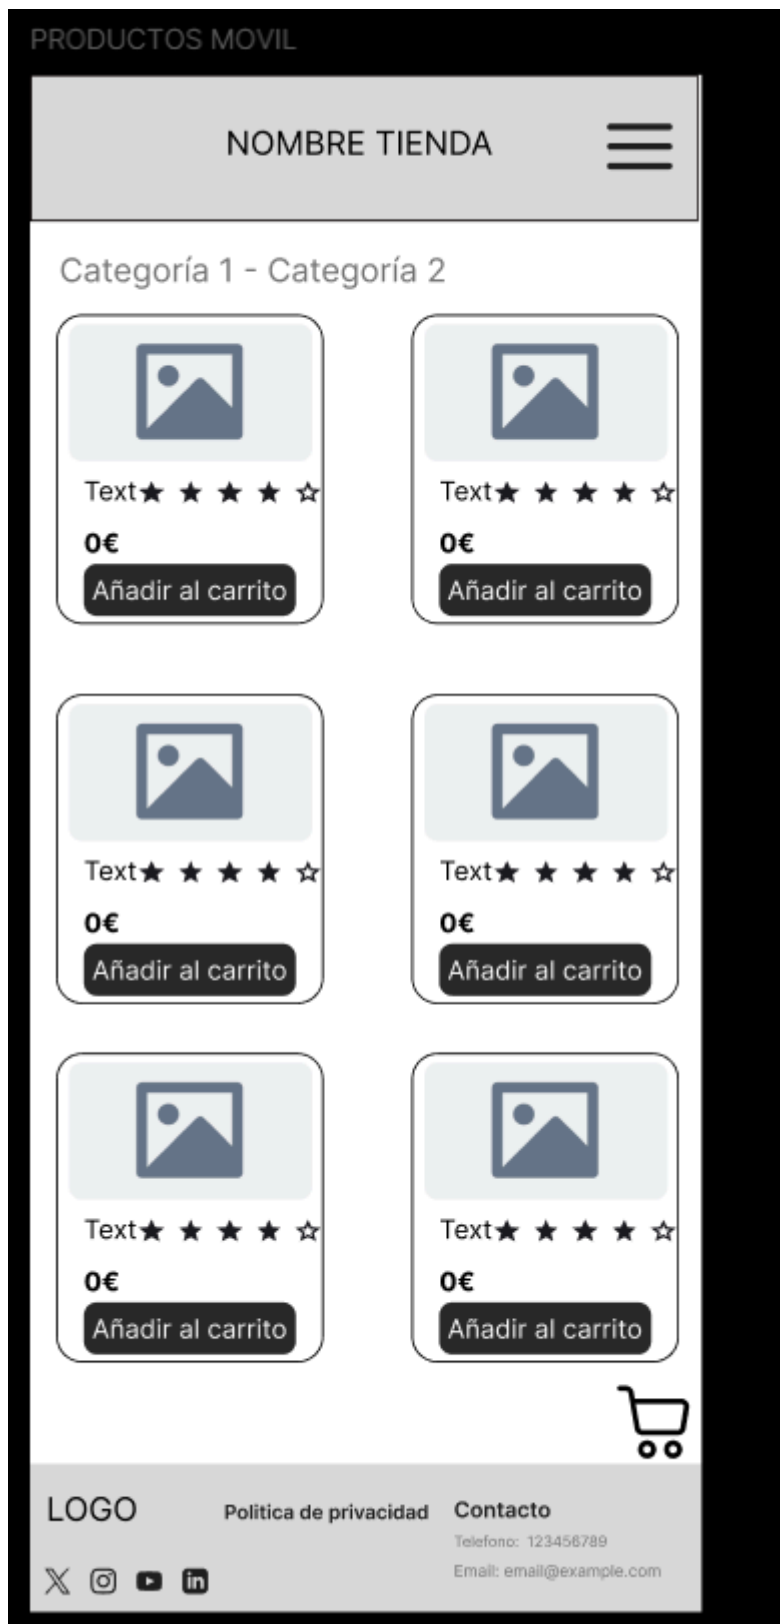 PRODUCTOS MOVIL
NOMBRE TIENDA
Categoría 1 - Categoría 2
Text Text
0€ 0€
Añadir al carrito Añadir al carrito
Text Text
0€ 0€
Añadir al carrito Añadir al carrito
Text Text
0€ 0€
Añadir al carrito Añadir al carrito
LOGO Politica de privacidad Contacto
Telefono: 123456789
Email: email@example.com